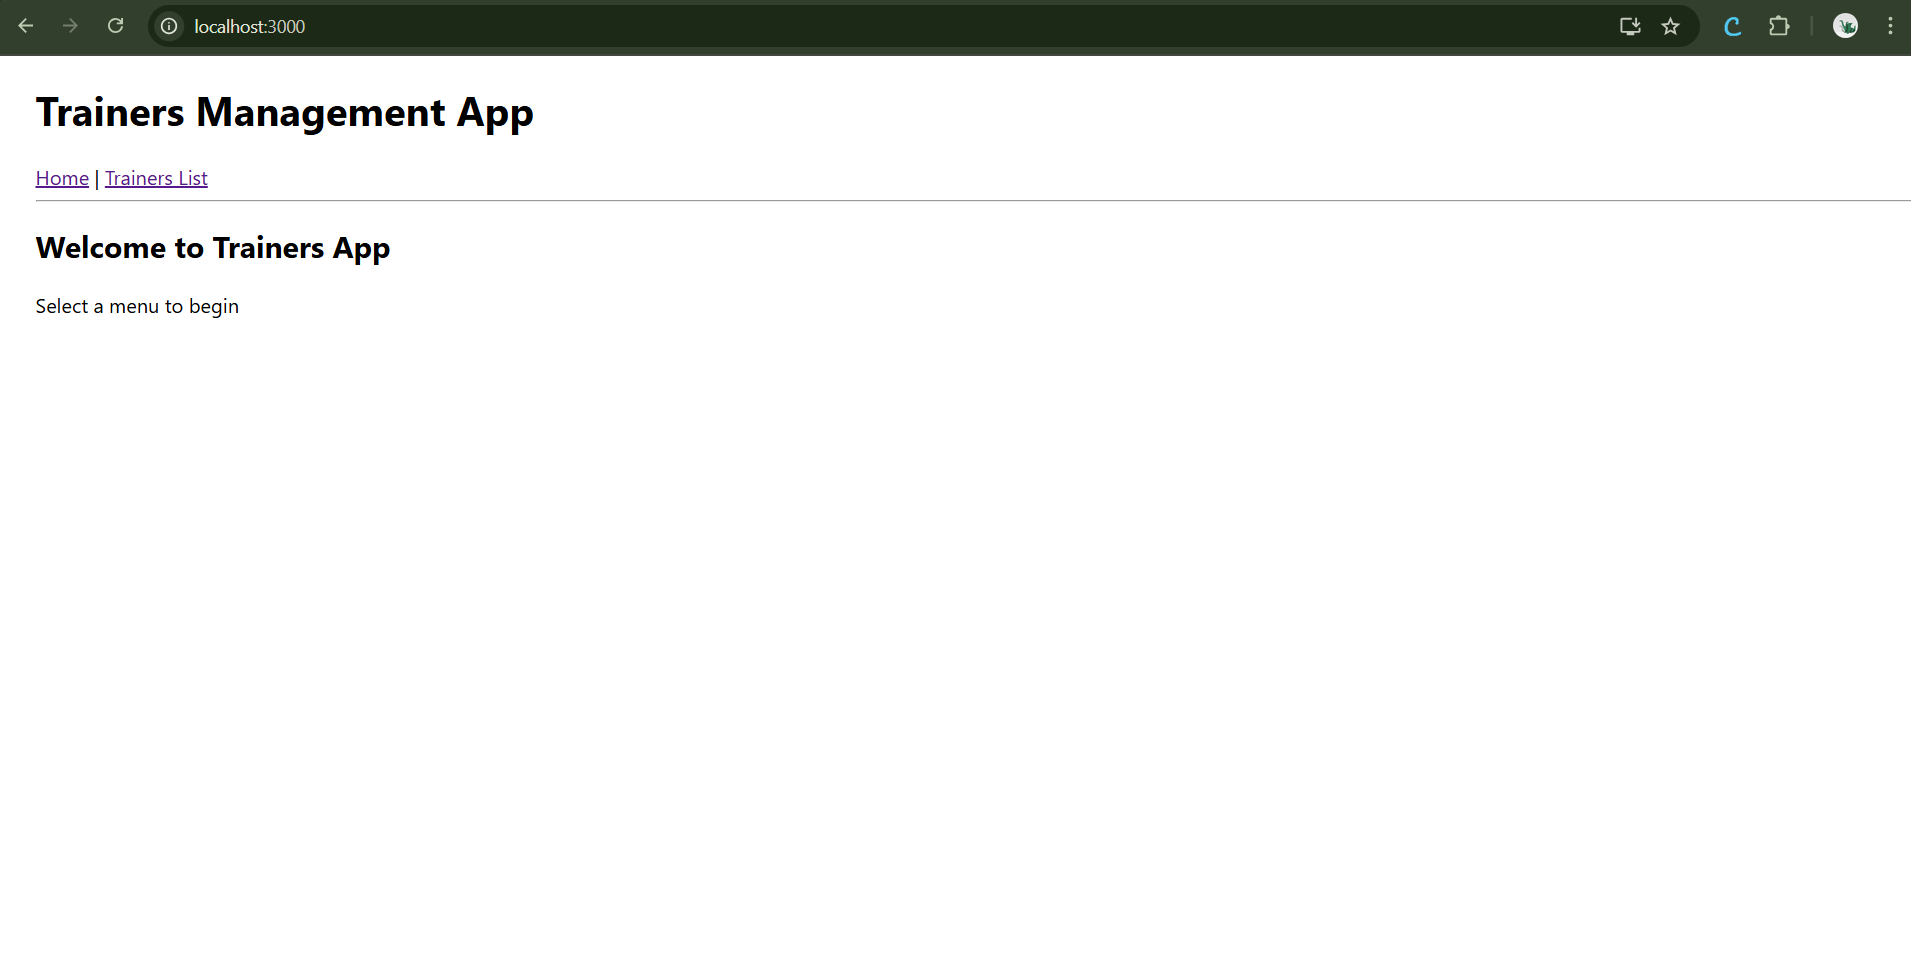 localhost:3000
Trainers Management App
Home | Trainers List
Welcome to Trainers App
Select a menu to begin